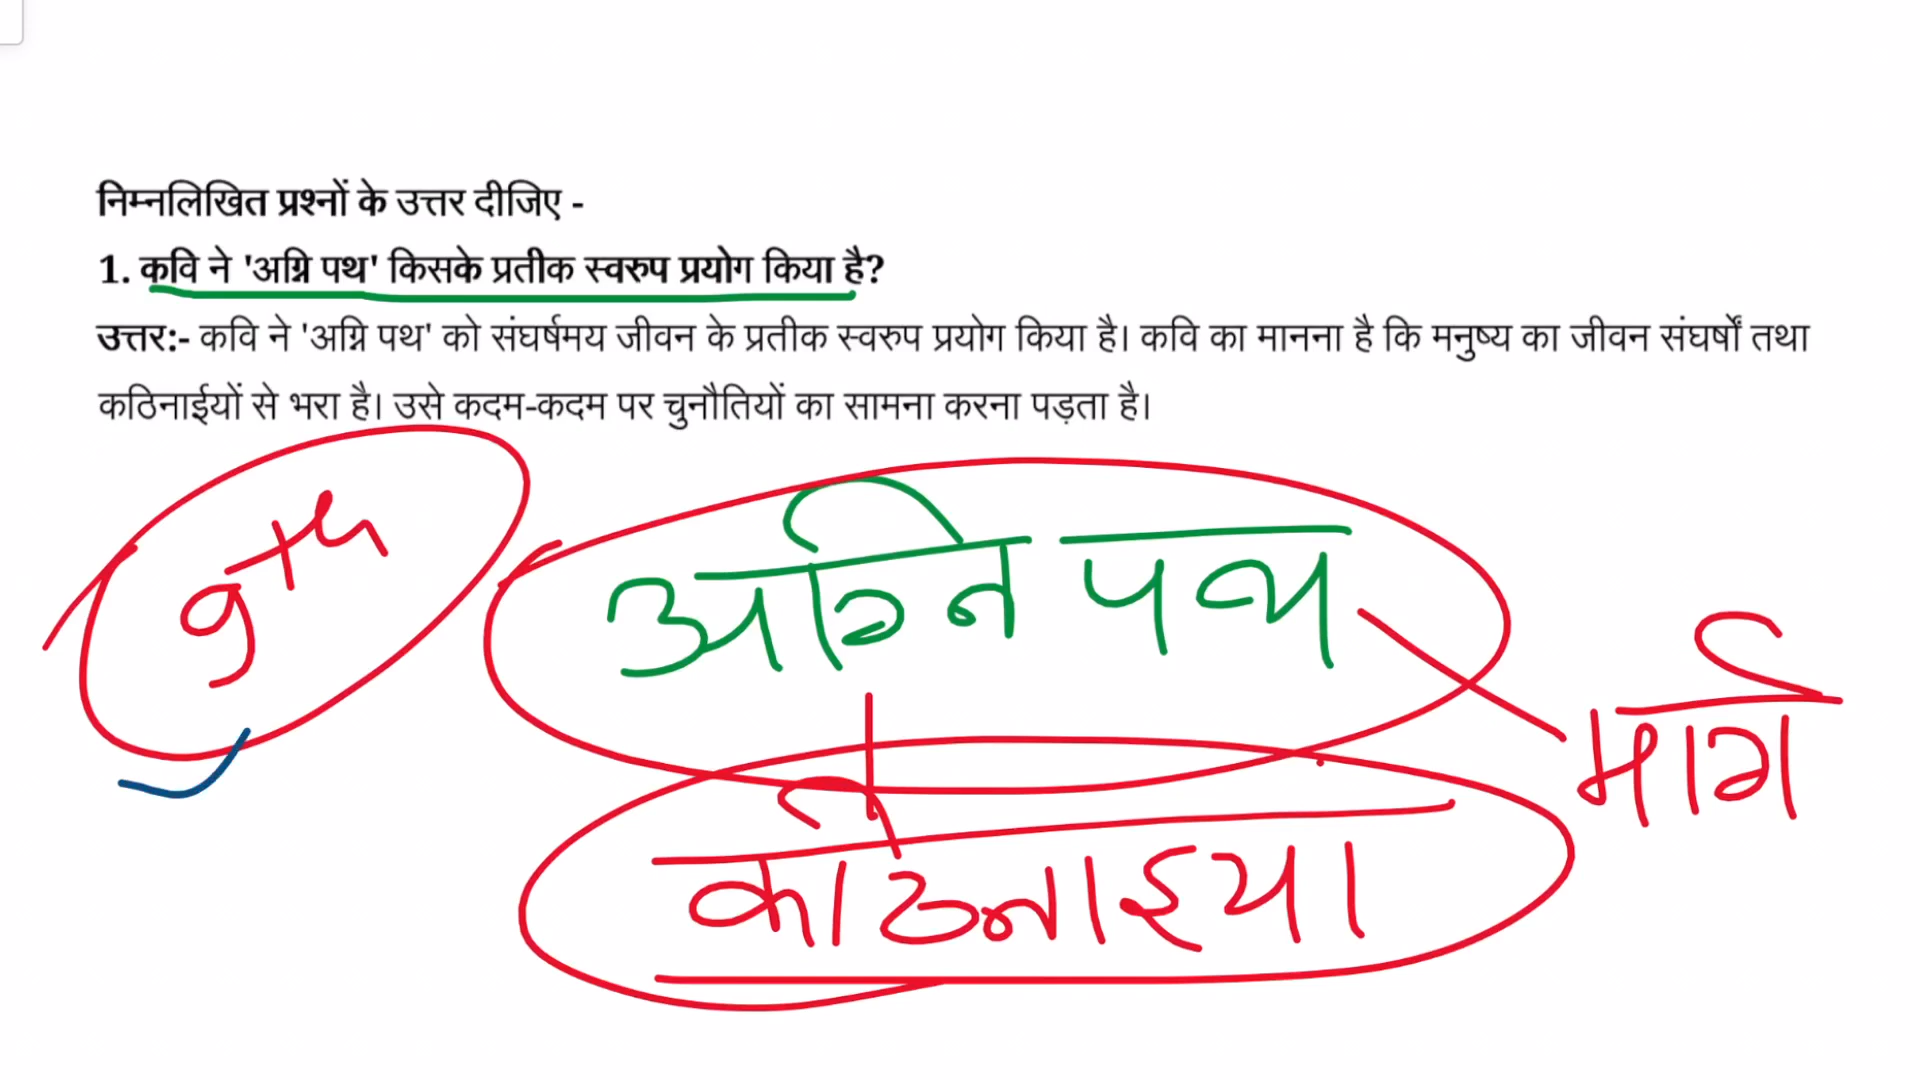 निम्नलिखित प्रश्नों के उत्तर दीजिए -
1. कवि ने 'अग्नि पथ' किसके प्रतीक स्वरुप प्रयोग किया है?
उत्तर:- कवि ने 'अग्नि पथ' को संघर्षमय जीवन के प्रतीक स्वरुप प्रयोग किया है। कवि का मानना है कि मनुष्य का जीवन संघर्षों तथा
कठिनाईयों से भरा है। उसे कदम-कदम पर चुनौतियों का सामना करना पड़ता है।
9th
अग्नि पथ
मार्ग
कठिनाइया